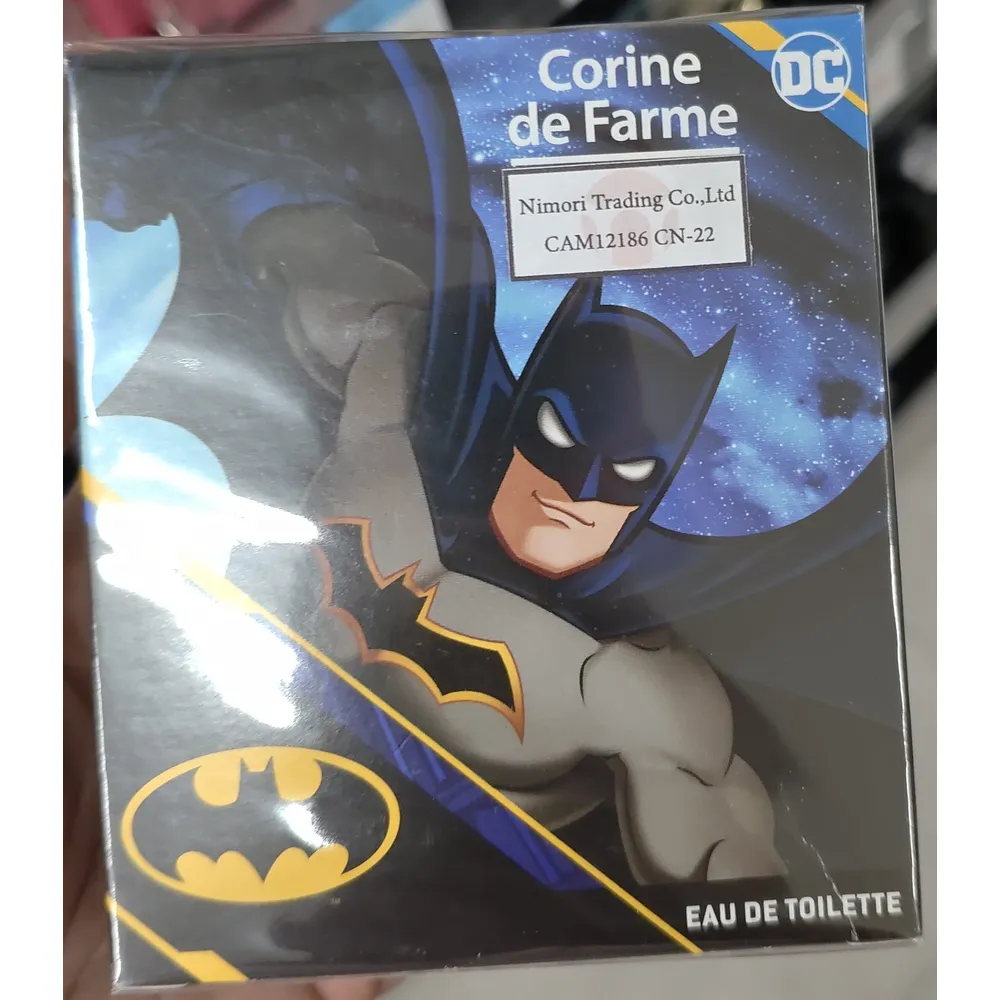 Corine
de Farme
DC
Nimori Trading Co.,Ltd
CAM12186 CN-22
EAU DE TOILETTE